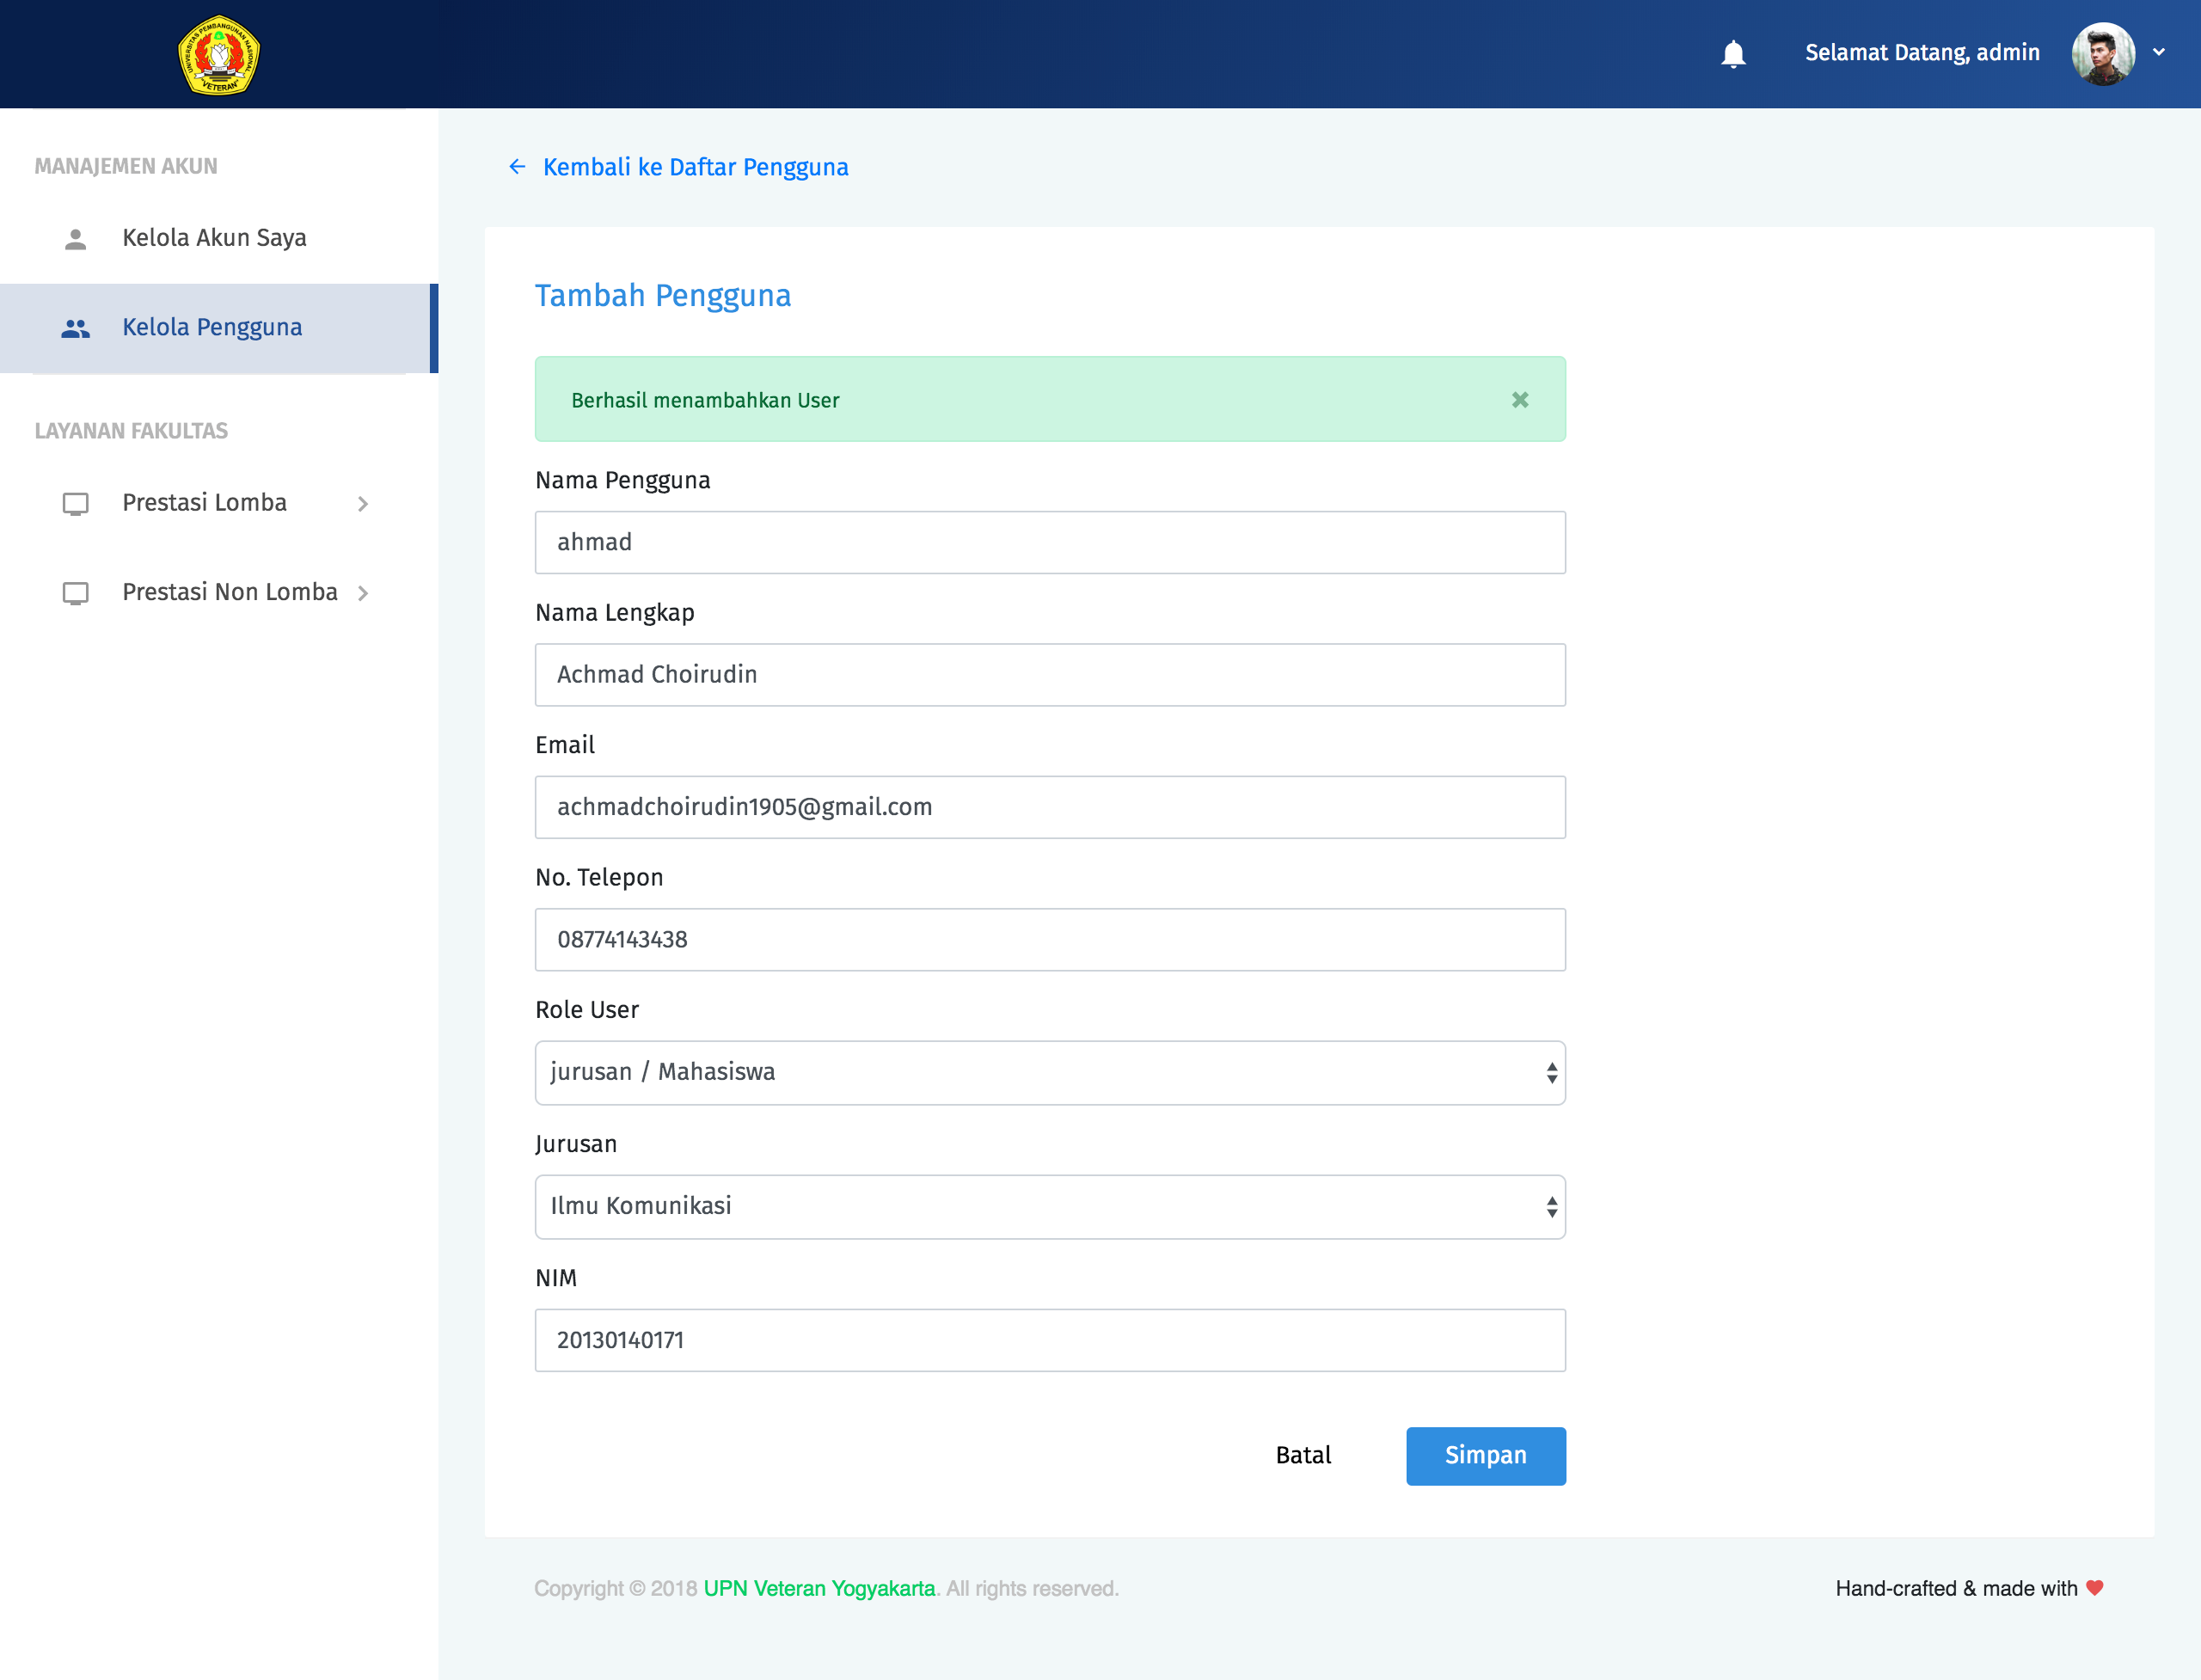 UNIVERSITAS PEMBANGUNAN NASIONAL
"VETERAN"
Selamat Datang, admin
MANAJEMEN AKUN
Kelola Akun Saya
Kelola Pengguna
LAYANAN FAKULTAS
Prestasi Lomba
Prestasi Non Lomba
Kembali ke Daftar Pengguna
Tambah Pengguna
Berhasil menambahkan User
Nama Pengguna
ahmad
Nama Lengkap
Achmad Choirudin
Email
achmadchoirudin1905@gmail.com
No. Telepon
08774143438
Role User
jurusan / Mahasiswa
Jurusan
Ilmu Komunikasi
NIM
20130140171
Batal
Simpan
Copyright © 2018 UPN Veteran Yogyakarta. All rights reserved.
Hand-crafted & made with